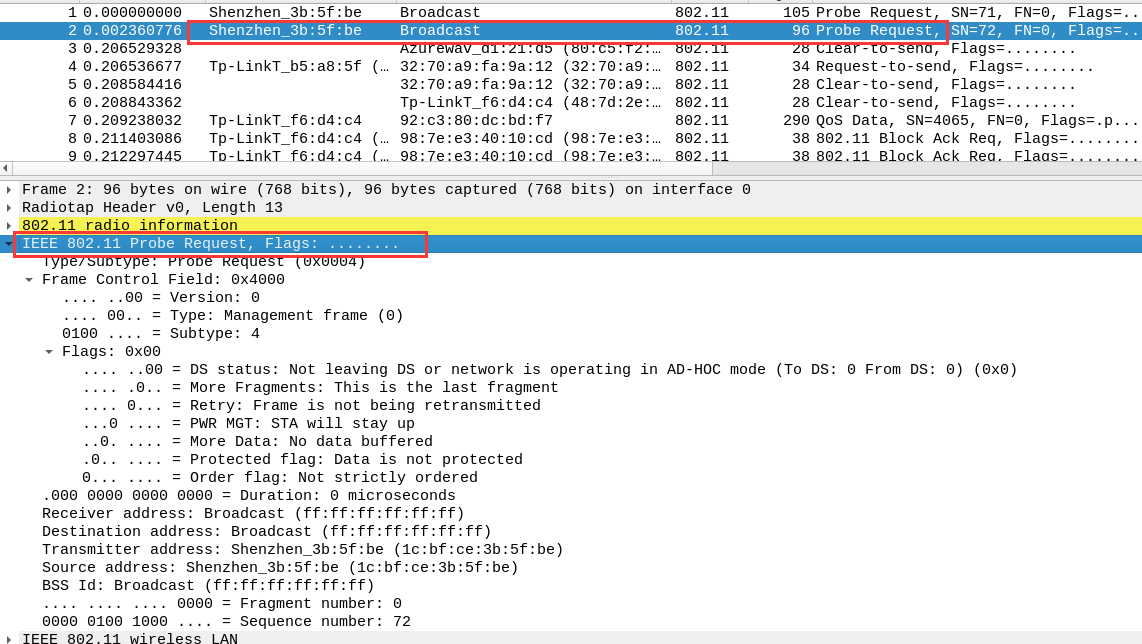 1 0.000000000 Shenzhen_3b:5f:be Broadcast 802.11 105 Probe Request, SN=71, FN=0, Flags=..
2 0.002360776 Shenzhen_3b:5f:be Broadcast 802.11 96 Probe Request, SN=72, FN=0, Flags=..
3 0.206529328 AzureWav_d1:21:d5 (80:c5:f2:… 802.11 28 Clear-to-send, Flags=........
4 0.206536677 Tp-LinkT_b5:a8:5f (… 32:70:a9:fa:9a:12 (32:70:a9:… 802.11 34 Request-to-send, Flags=........
5 0.208584416 32:70:a9:fa:9a:12 (32:70:a9:… 802.11 28 Clear-to-send, Flags=........
6 0.208843362 Tp-LinkT_f6:d4:c4 (48:7d:2e:… 802.11 28 Clear-to-send, Flags=........
7 0.209238032 Tp-LinkT_f6:d4:c4 92:c3:80:dc:bd:f7 802.11 290 QoS Data, SN=4065, FN=0, Flags=.p...
8 0.211403086 Tp-LinkT_f6:d4:c4 (… 98:7e:e3:40:10:cd (98:7e:e3:… 802.11 38 802.11 Block Ack Req, Flags=........
9 0.212297445 Tp-LinkT_f6:d4:c4 (… 98:7e:e3:40:10:cd (98:7e:e3:… 802.11 38 802.11 Block Ack Req, Flags=........
Frame 2: 96 bytes on wire (768 bits), 96 bytes captured (768 bits) on interface 0
Radiotap Header v0, Length 13
802.11 radio information
IEEE 802.11 Probe Request, Flags: ........
Type/Subtype: Probe Request (0x0004)
Frame Control Field: 0x4000
.... ..00 = Version: 0
.... 00.. = Type: Management frame (0)
0100 .... = Subtype: 4
Flags: 0x00
.... ..00 = DS status: Not leaving DS or network is operating in AD-HOC mode (To DS: 0 From DS: 0) (0x0)
.... .0.. = More Fragments: This is the last fragment
.... 0... = Retry: Frame is not being retransmitted
...0 .... = PWR MGT: STA will stay up
..0. .... = More Data: No data buffered
.0.. .... = Protected flag: Data is not protected
0... .... = Order flag: Not strictly ordered
.000 0000 0000 0000 = Duration: 0 microseconds
Receiver address: Broadcast (ff:ff:ff:ff:ff:ff)
Destination address: Broadcast (ff:ff:ff:ff:ff:ff)
Transmitter address: Shenzhen_3b:5f:be (1c:bf:ce:3b:5f:be)
Source address: Shenzhen_3b:5f:be (1c:bf:ce:3b:5f:be)
BSS Id: Broadcast (ff:ff:ff:ff:ff:ff)
.... .... .... 0000 = Fragment number: 0
0000 0100 1000 .... = Sequence number: 72
IEEE 802.11 wireless LAN